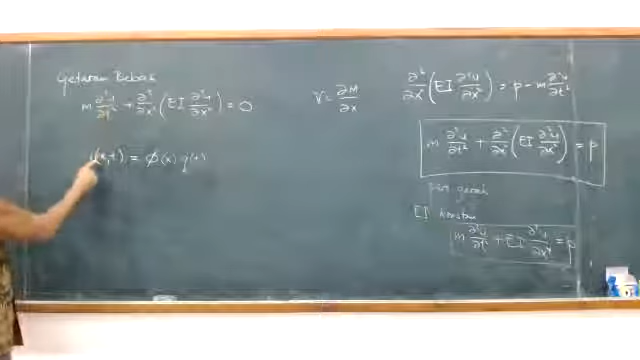 Getaran Bebas
m ∂²u/∂t² + ∂²/∂x² (EI ∂²u/∂x²) = 0
u(x,t) = φ(x) q(t)
V = ∂M/∂x
∂²/∂x² (EI ∂²u/∂x²) = p - m ∂²u/∂t²
m ∂²u/∂t² + ∂²/∂x² (EI ∂²u/∂x²) = p
pers. gerak
EI konstan
m ∂²u/∂t² + EI ∂⁴u/∂x⁴ = p